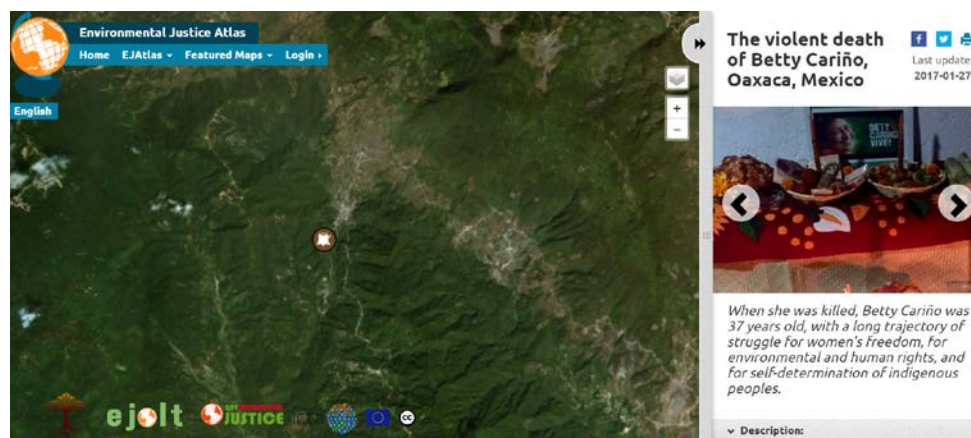 Environmental Justice Atlas
Home EJAtlas Featured Maps Login
English
+
-
ejolt
JUSTICE
cc
The violent death
of Betty Cariño,
Oaxaca, Mexico
Last update
2017-01-27
BETTY
CARIÑO
VIVE!
When she was killed, Betty Cariño was
37 years old, with a long trajectory of
struggle for women's freedom, for
environmental and human rights, and
for self-determination of indigenous
peoples.
Description: